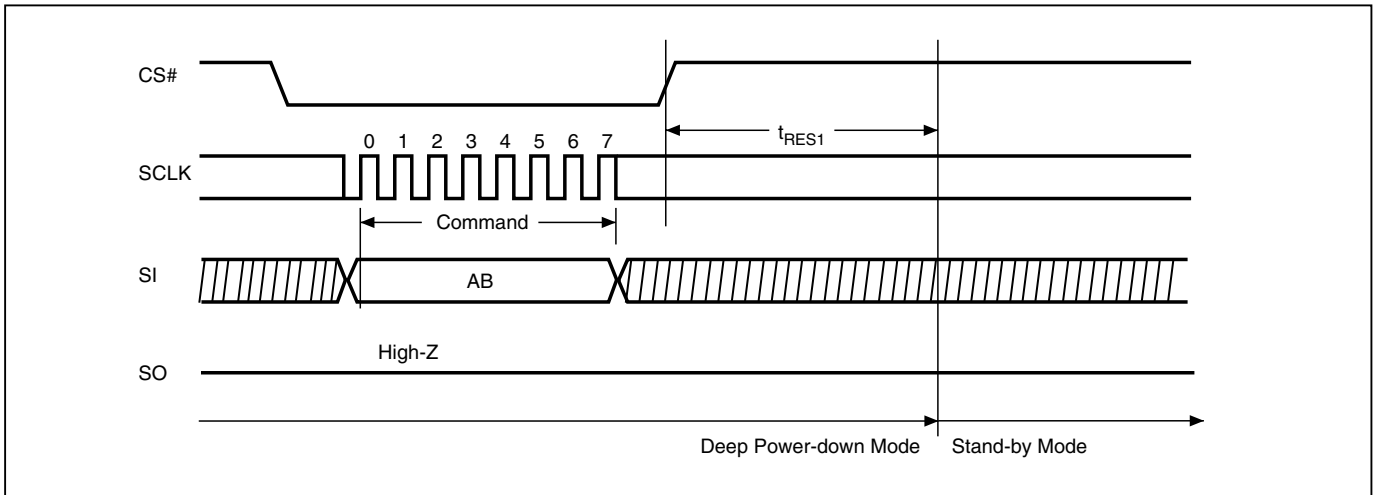 CS#
tRES1
0 1 2 3 4 5 6 7
SCLK
Command
SI
AB
High-Z
SO
Deep Power-down Mode
Stand-by Mode